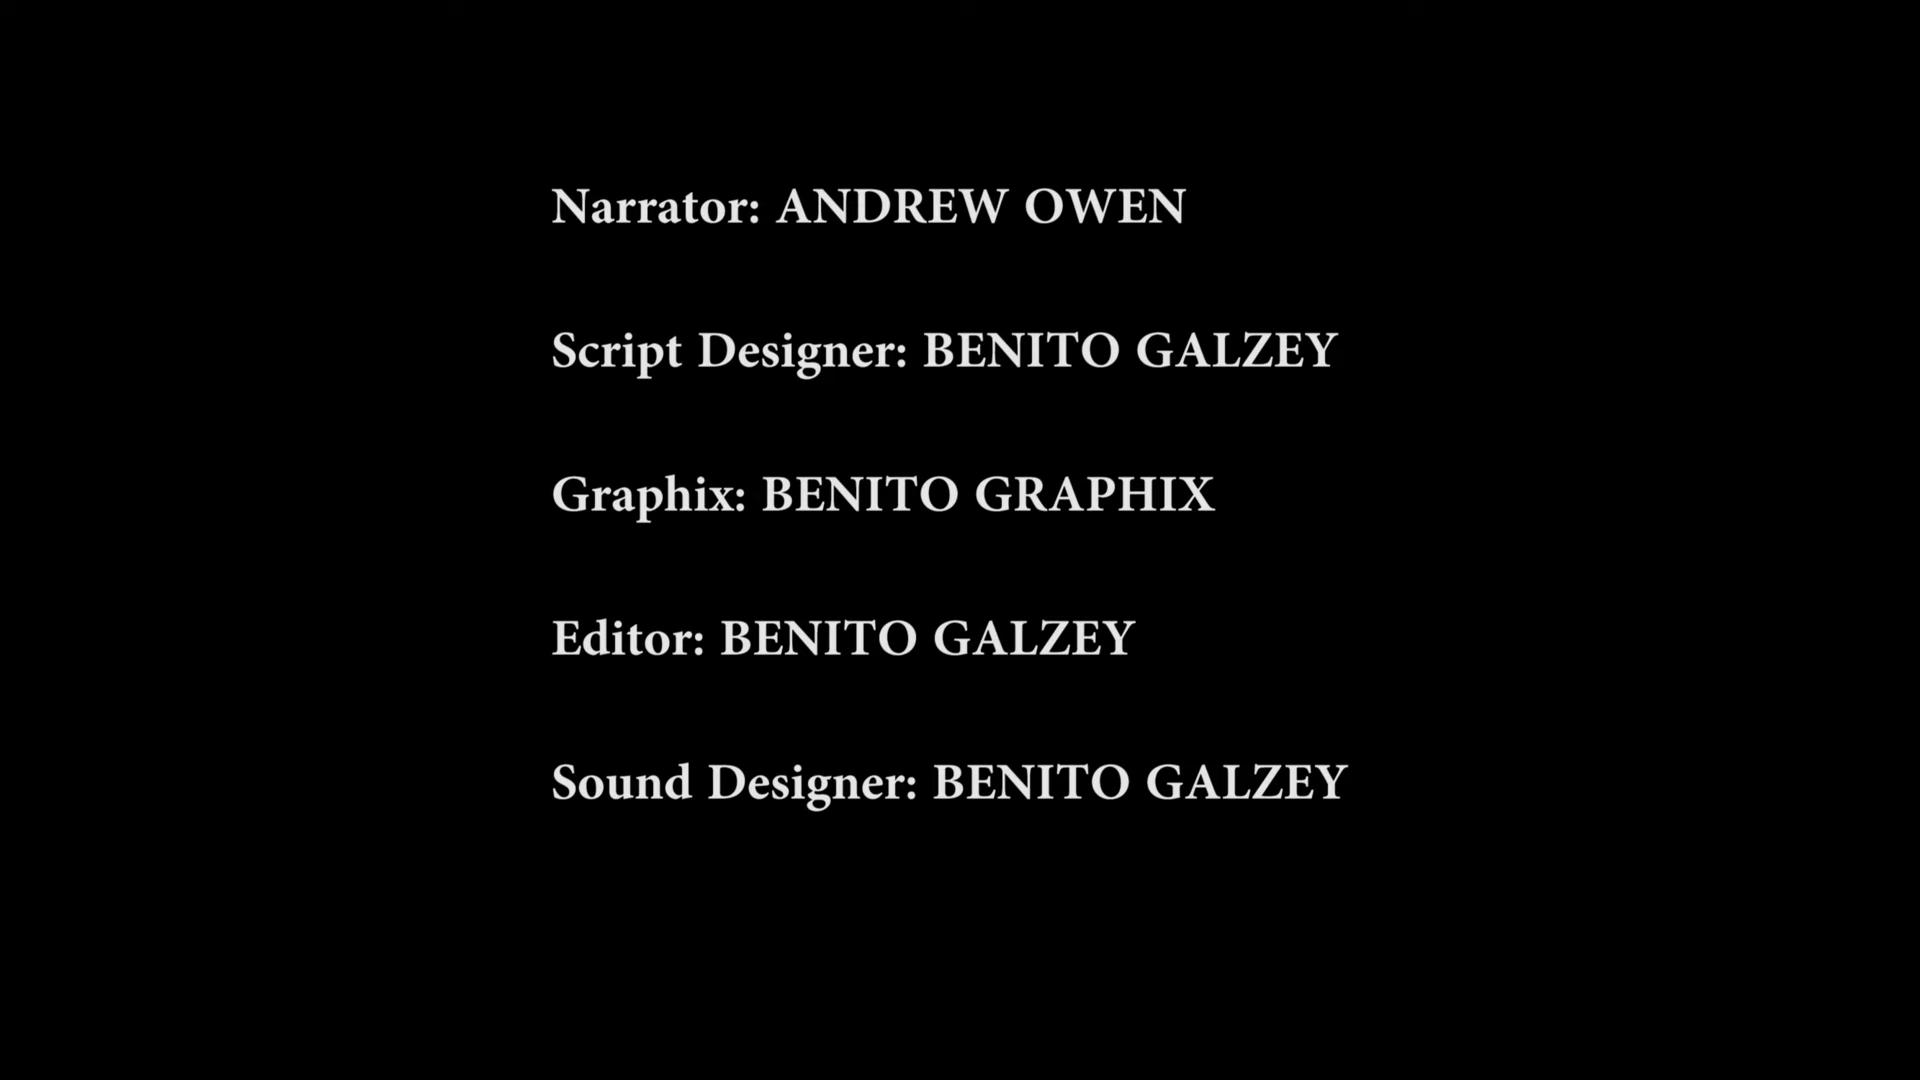 Narrator: ANDREW OWEN
Script Designer: BENITO GALZEY
Graphix: BENITO GRAPHIX
Editor: BENITO GALZEY
Sound Designer: BENITO GALZEY